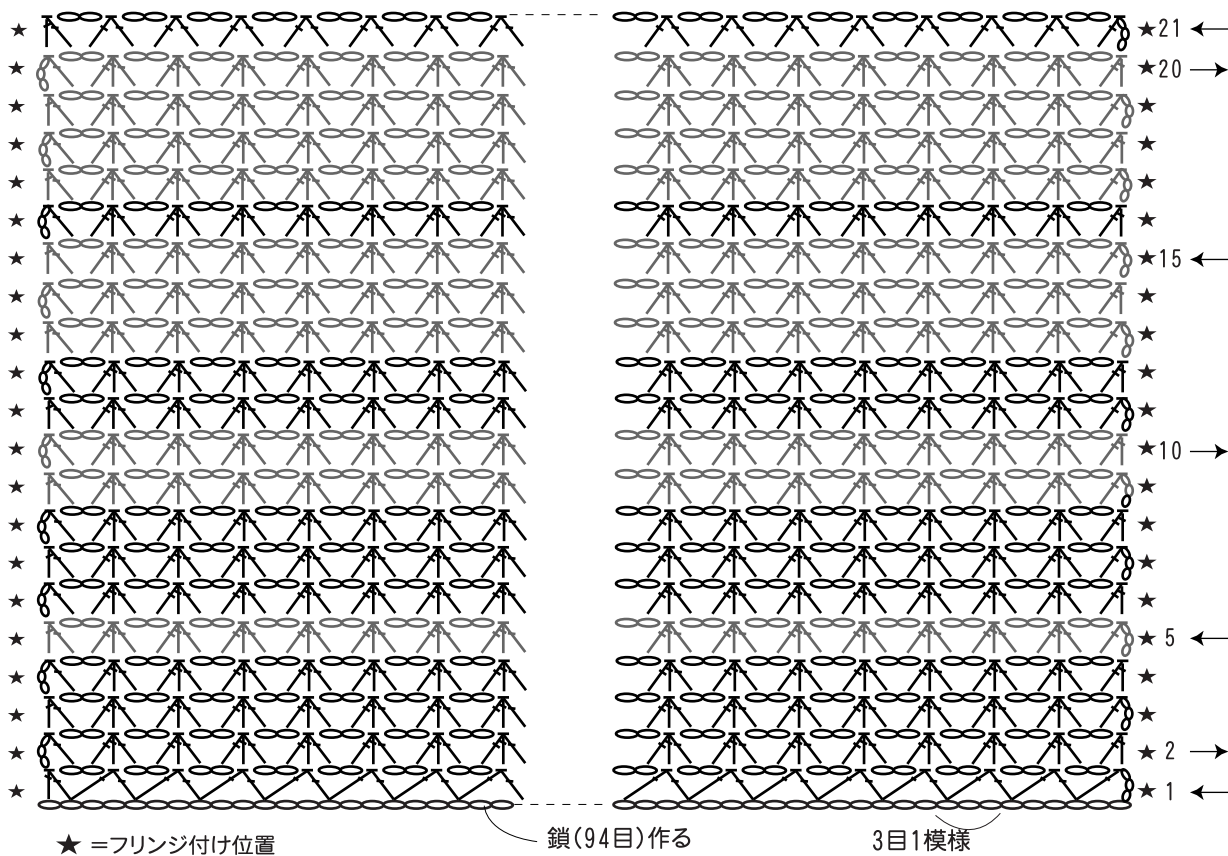 ★ ★21 ←
★ ★20 →
★ ★
★ ★
★ ★
★ ★
★ ★15 ←
★ ★
★ ★
★ ★
★ ★
★ ★10 →
★ ★
★ ★
★ ★
★ ★
★ ★5 ←
★ ★
★ ★
★ ★2 →
★ ★1 ←
★ =フリンジ付け位置
鎖(94目)作る
3目1模様